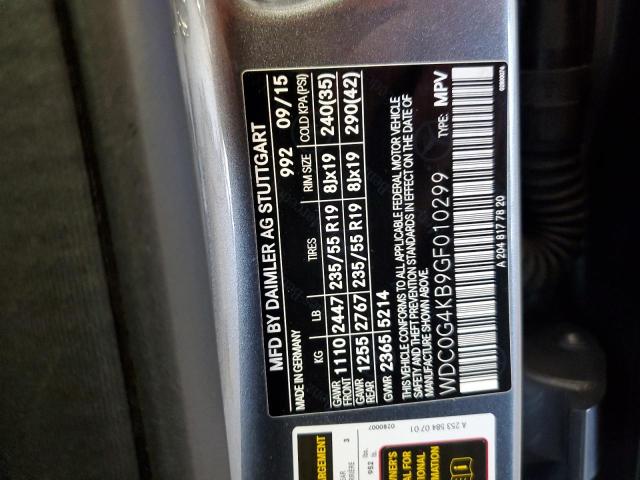 MFD BY DAIMLER AG STUTTGART
MADE IN GERMANY 992 09/15
KG LB TIRES RIM SIZE COLD KPA(PSI)
GAWR FRONT 1110 2447 235/55 R19 8Jx19 240(35)
GAWR REAR 1255 2767 235/55 R19 8Jx19 290(42)
GVWR 2365 5214
THIS VEHICLE CONFORMS TO ALL APPLICABLE FEDERAL MOTOR VEHICLE
SAFETY AND THEFT PREVENTION STANDARDS IN EFFECT ON THE DATE OF
MANUFACTURE SHOWN ABOVE.
WDC0G4KB9GF010299 TYPE: MPV
A 204 817 78 20
A 253 584 07 01
0280007
3
952 lbs.